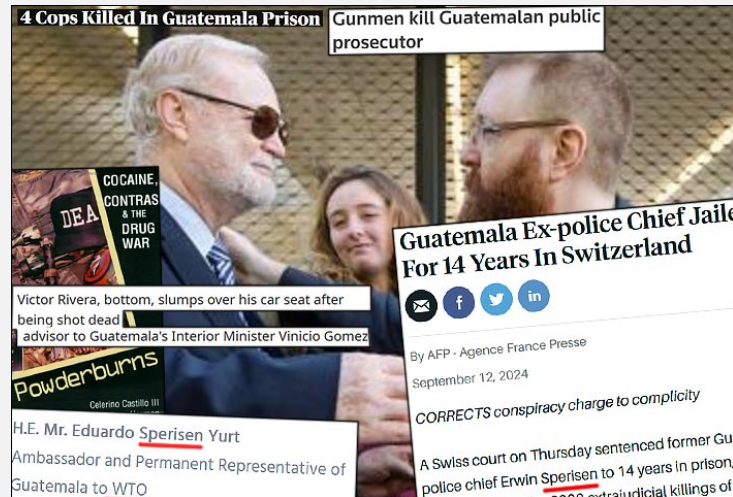 4 Cops Killed In Guatemala Prison
Gunmen kill Guatemalan public
prosecutor
COCAINE,
CONTRAS
& THE
DRUG
WAR
DEA
Victor Rivera, bottom, slumps over his car seat after
being shot dead
advisor to Guatemala's Interior Minister Vinicio Gomez
Powderburns
Celerino Castillo III
H.E. Mr. Eduardo Sperisen Yurt
Ambassador and Permanent Representative of
Guatemala to WTO
Guatemala Ex-police Chief Jaile
For 14 Years In Switzerland
f
in
By AFP - Agence France Presse
September 12, 2024
CORRECTS conspiracy charge to complicity
A Swiss court on Thursday sentenced former Gu
police chief Erwin Sperisen to 14 years in prison,
extrajudicial killings of